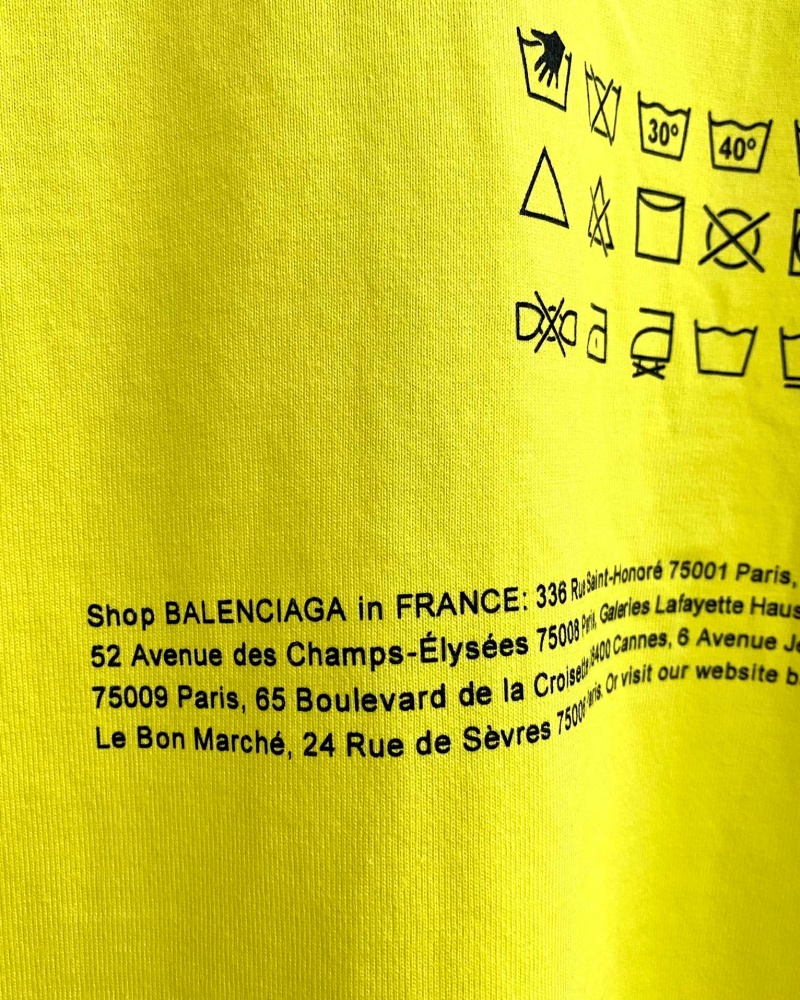 30° 40°
Shop BALENCIAGA in FRANCE: 336 Rue Saint-Honoré 75001 Paris,
52 Avenue des Champs-Élysées 75008 Paris, Galeries Lafayette Haus
75009 Paris, 65 Boulevard de la Croisette, 06400 Cannes, 6 Avenue
Le Bon Marché, 24 Rue de Sèvres 75006 Paris. Or visit our website